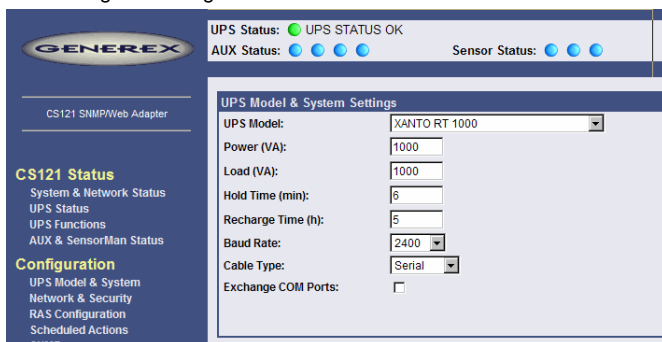 UPS Status: UPS STATUS OK
AUX Status: Sensor Status:
GENEREX
CS121 SNMP/Web Adapter
CS121 Status
System & Network Status
UPS Status
UPS Functions
AUX & SensorMan Status
Configuration
UPS Model & System
Network & Security
RAS Configuration
Scheduled Actions
UPS Model & System Settings
UPS Model: XANTO RT 1000
Power (VA): 1000
Load (VA): 1000
Hold Time (min): 6
Recharge Time (h): 5
Baud Rate: 2400
Cable Type: Serial
Exchange COM Ports: